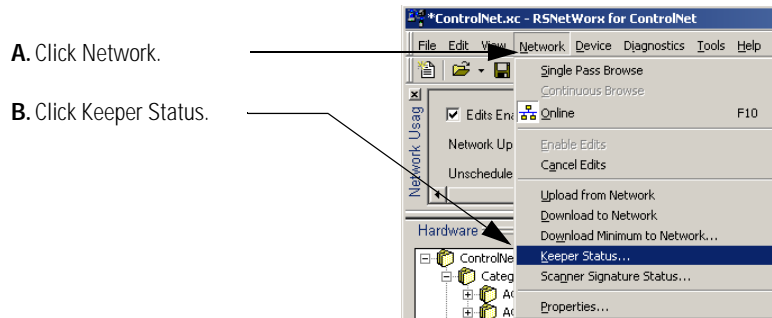 *ControlNet.xc - RSNetWorx for ControlNet
A. Click Network.
File Edit View Network Device Diagnostics Tools Help
Single Pass Browse
Continuous Browse
B. Click Keeper Status.
Edits Ena
Online F10
Network Usag
Network Up
Enable Edits
Cancel Edits
Unschedule
Upload from Network
Download to Network
Hardware
Download Minimum to Network...
ControlNe
Keeper Status...
Categ
Scanner Signature Status...
Properties...